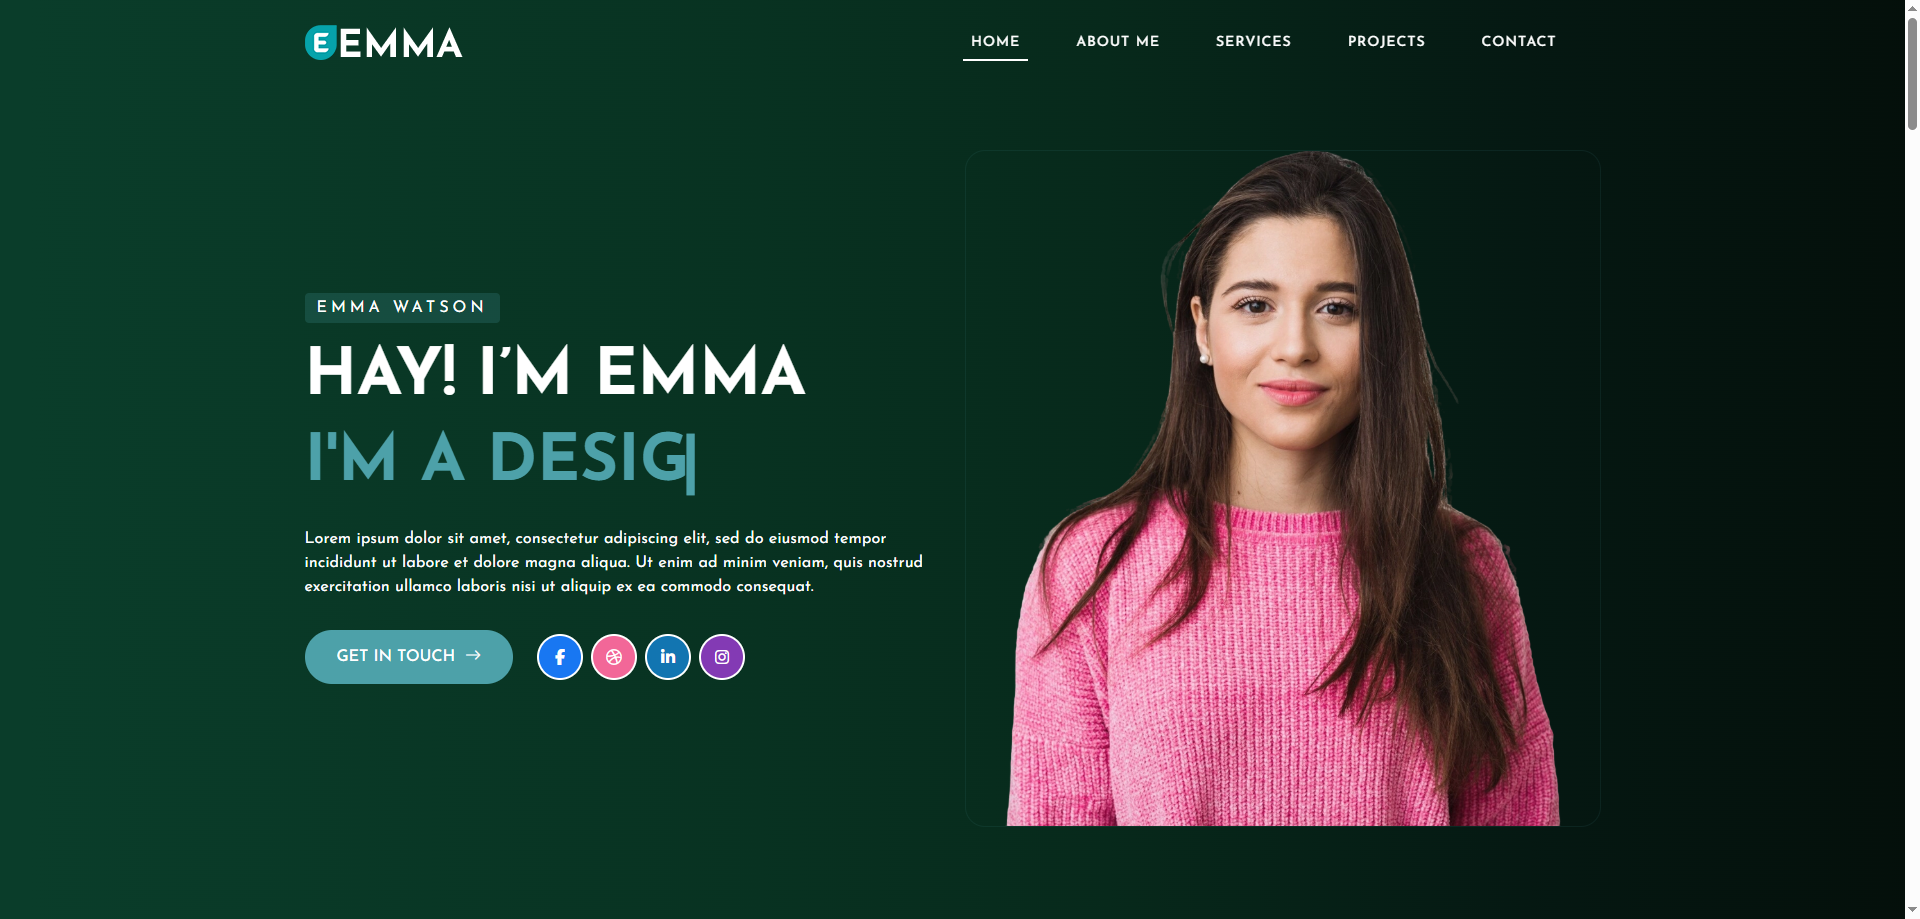 EMMA
HOME ABOUT ME SERVICES PROJECTS CONTACT
EMMA WATSON
HAY! I’M EMMA
I'M A DESIG
Lorem ipsum dolor sit amet, consectetur adipiscing elit, sed do eiusmod tempor
incididunt ut labore et dolore magna aliqua. Ut enim ad minim veniam, quis nostrud
exercitation ullamco laboris nisi ut aliquip ex ea commodo consequat.
GET IN TOUCH